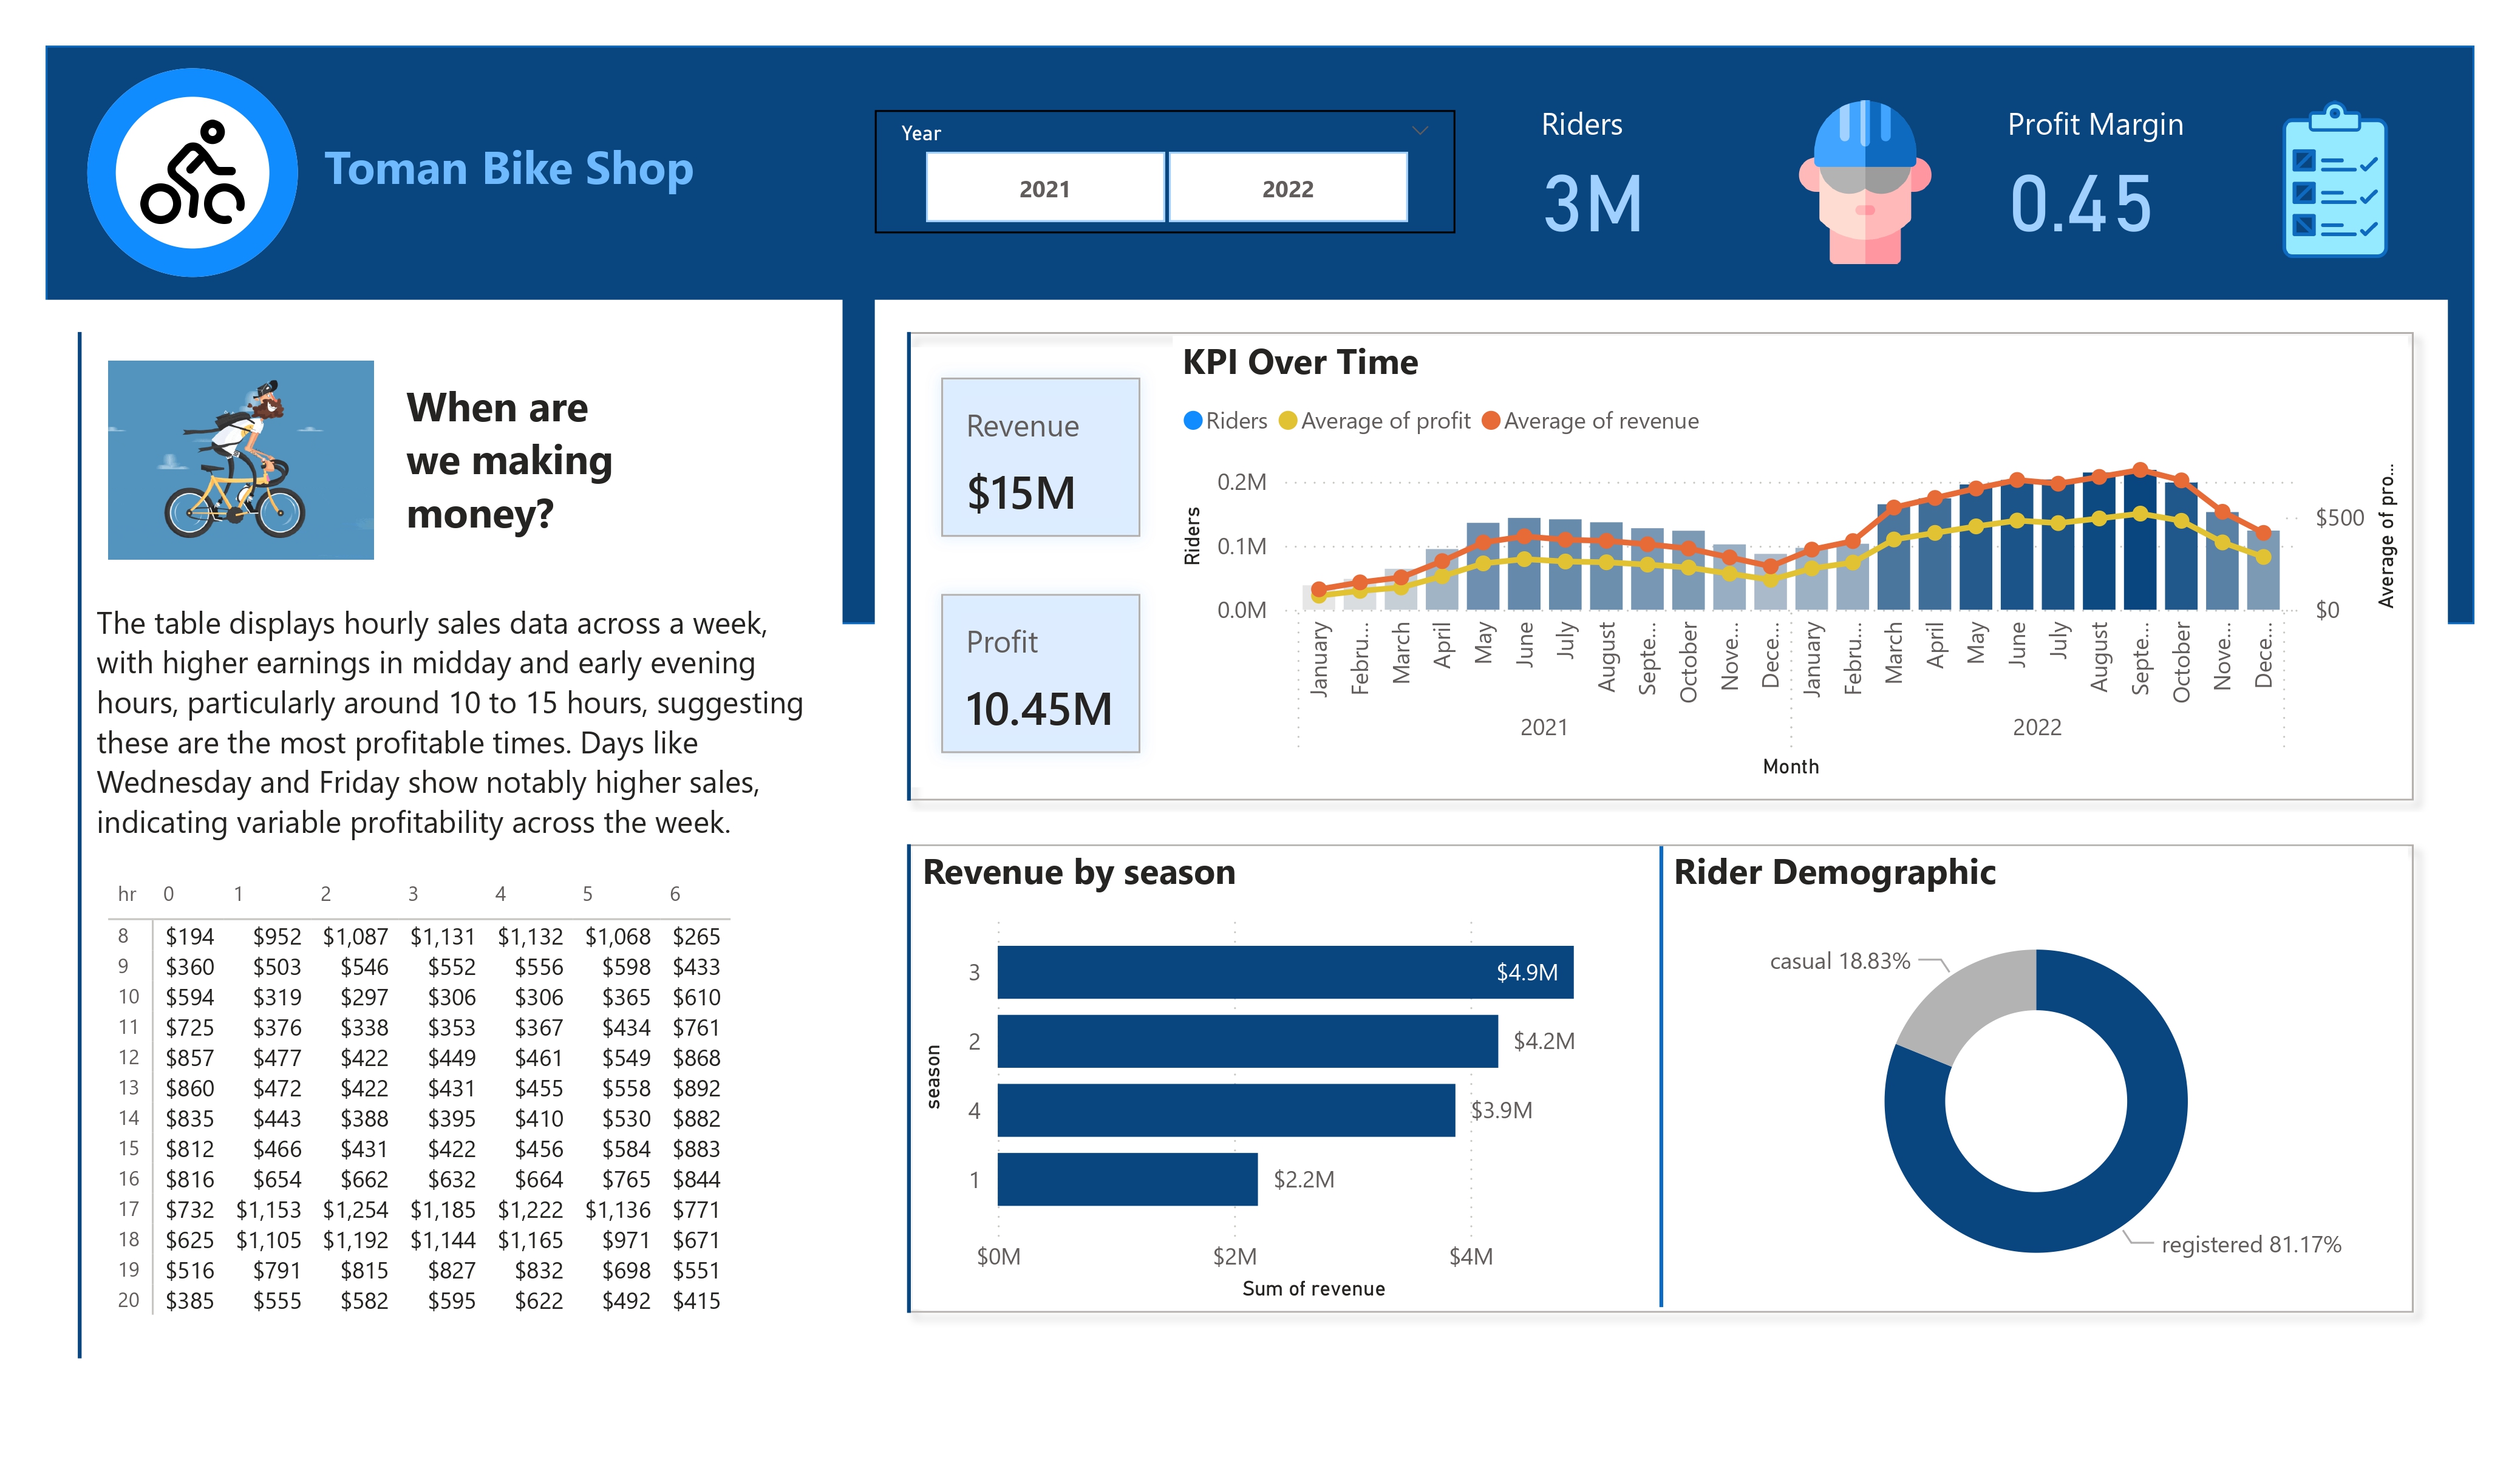 Toman Bike Shop
Year
2021 2022
Riders
3M
Profit Margin
0.45
When are
we making
money?
The table displays hourly sales data across a week,
with higher earnings in midday and early evening
hours, particularly around 10 to 15 hours, suggesting
these are the most profitable times. Days like
Wednesday and Friday show notably higher sales,
indicating variable profitability across the week.
hr 0 1 2 3 4 5 6
8 $194 $952 $1,087 $1,131 $1,132 $1,068 $265
9 $360 $503 $546 $552 $556 $598 $433
10 $594 $319 $297 $306 $306 $365 $610
11 $725 $376 $338 $353 $367 $434 $761
12 $857 $477 $422 $449 $461 $549 $868
13 $860 $472 $422 $431 $455 $558 $892
14 $835 $443 $388 $395 $410 $530 $882
15 $812 $466 $431 $422 $456 $584 $883
16 $816 $654 $662 $632 $664 $765 $844
17 $732 $1,153 $1,254 $1,185 $1,222 $1,136 $771
18 $625 $1,105 $1,192 $1,144 $1,165 $971 $671
19 $516 $791 $815 $827 $832 $698 $551
20 $385 $555 $582 $595 $622 $492 $415
Revenue
$15M
Profit
10.45M
KPI Over Time
Riders Average of profit Average of revenue
Riders
0.2M
0.1M
0.0M
$500
$0
Average of pro...
January Febru... March April May June July August Septe... October Nove... Dece... January Febru... March April May June July August Septe... October Nove... Dece...
2021 2022
Month
Revenue by season
season
3 $4.9M
2 $4.2M
4 $3.9M
1 $2.2M
$0M $2M $4M
Sum of revenue
Rider Demographic
casual 18.83%
registered 81.17%